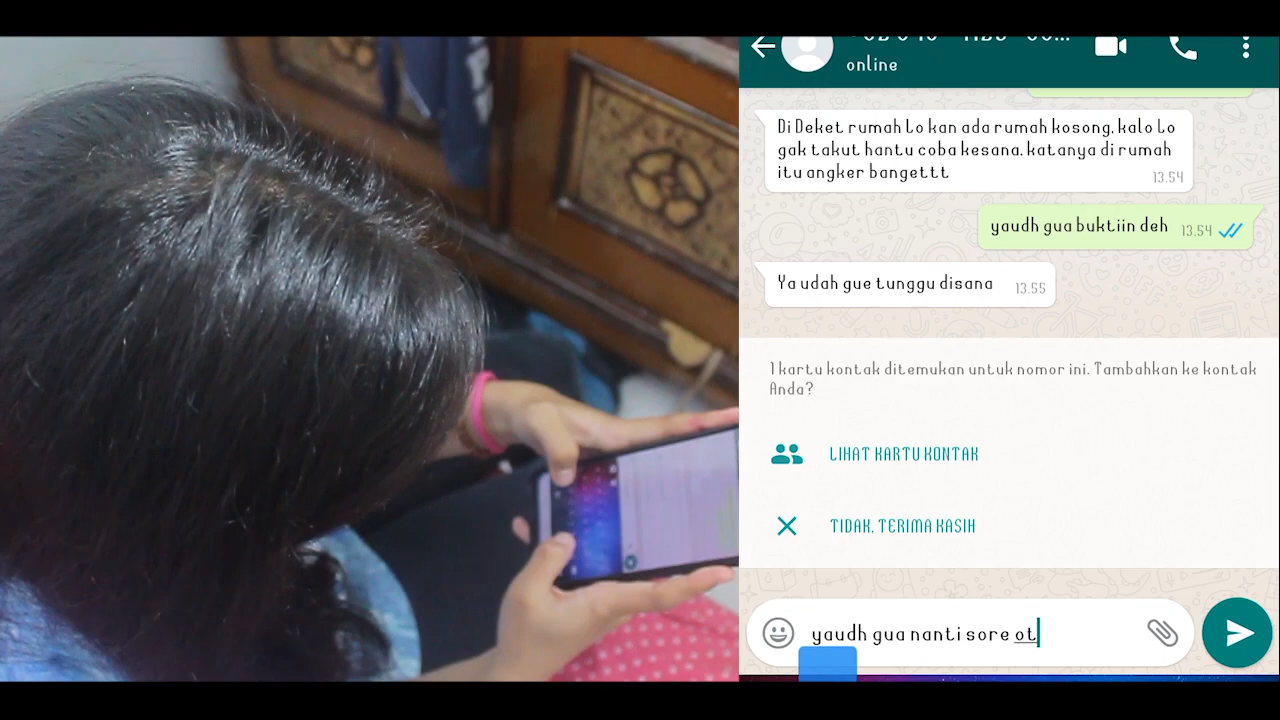 online
Di Deket rumah Lo kan ada rumah kosong, kalo Lo
gak takut hantu coba kesana, katanya di rumah
itu angker bangettt
13.54
yaudh gua buktiin deh 13.54
Ya udah gue tunggu disana 13.55
1 kartu kontak ditemukan untuk nomor ini. Tambahkan ke kontak
Anda?
LIHAT KARTU KONTAK
TIDAK, TERIMA KASIH
yaudh gua nanti sore ot